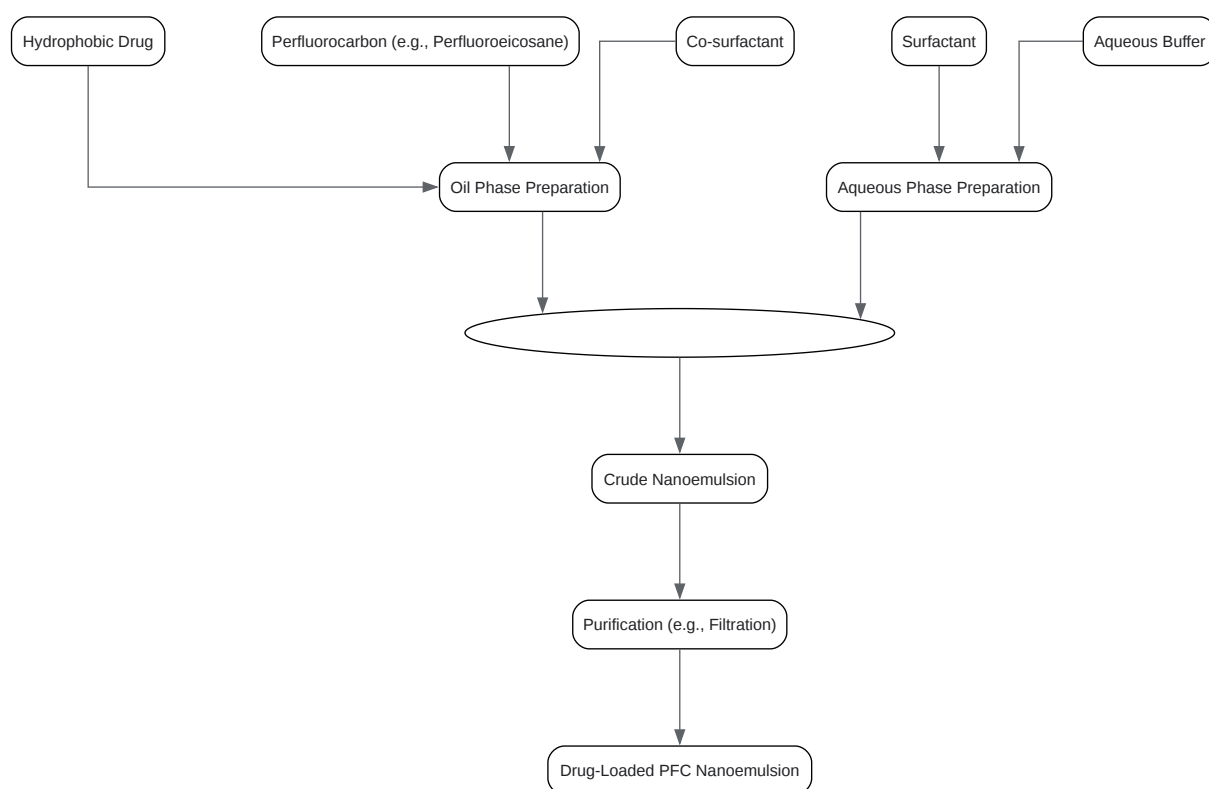 Hydrophobic Drug
Perfluorocarbon (e.g., Perfluoroeicosane)
Co-surfactant
Surfactant
Aqueous Buffer
Oil Phase Preparation
Aqueous Phase Preparation
Crude Nanoemulsion
Purification (e.g., Filtration)
Drug-Loaded PFC Nanoemulsion